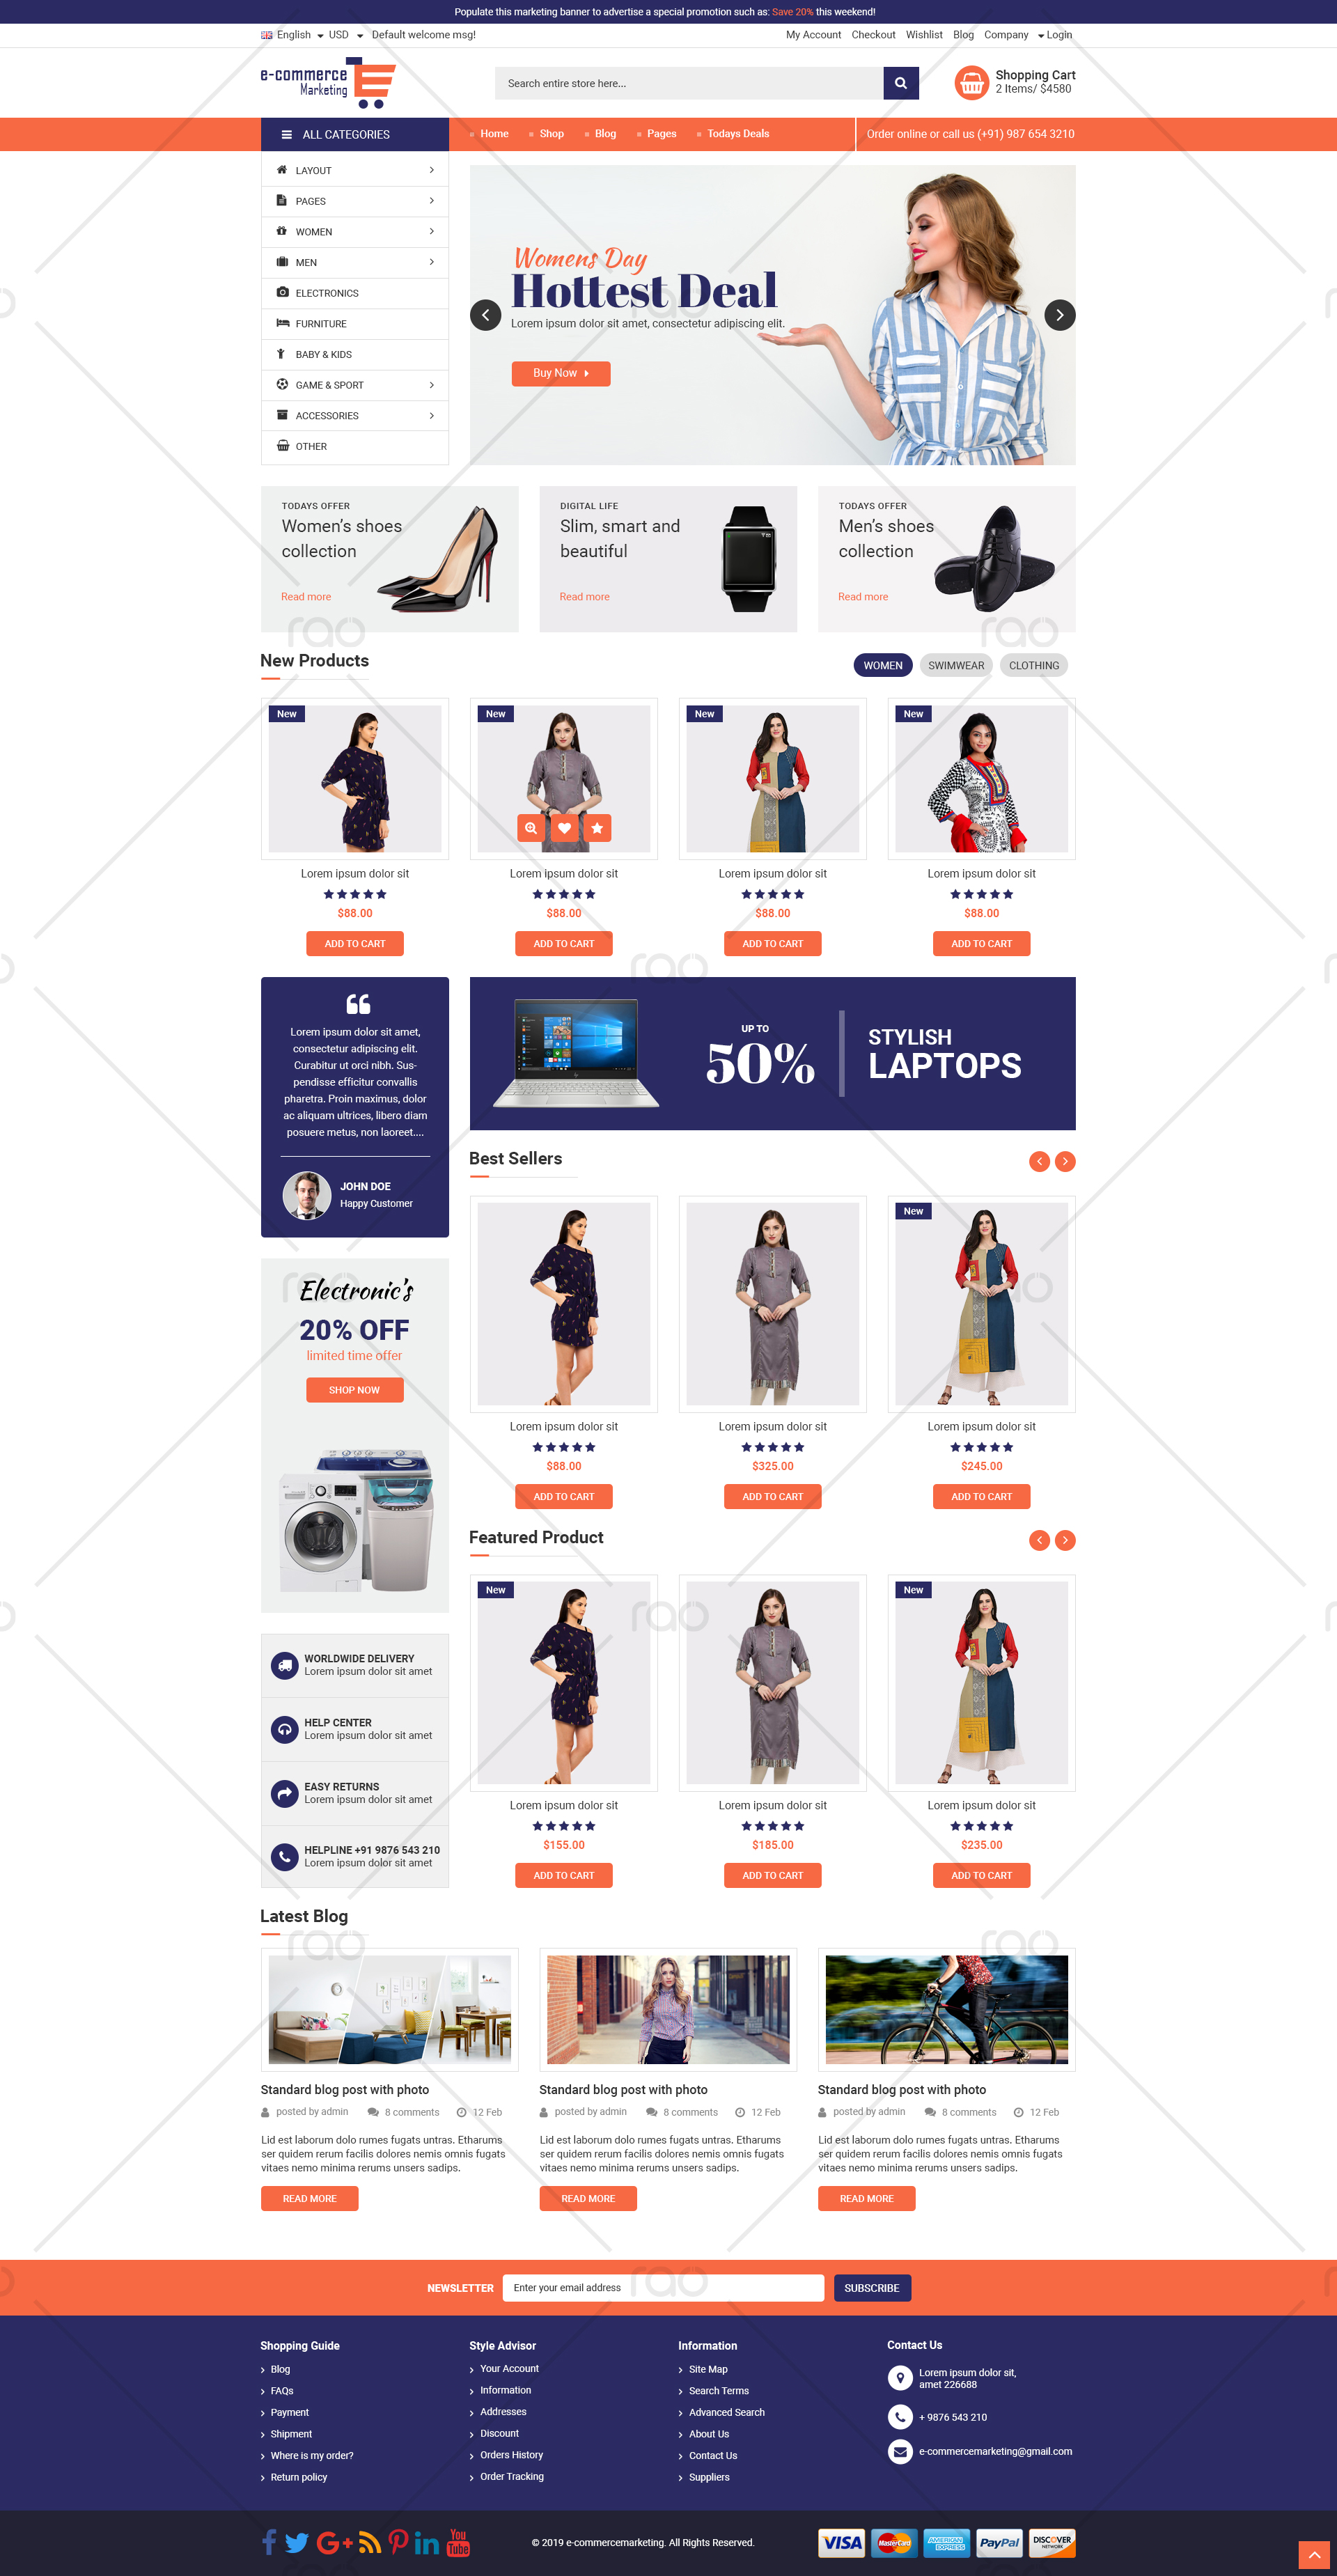 Populate this marketing banner to advertise a special promotion such as: Save 20% this weekend!
English USD Default welcome msg!
My Account Checkout Wishlist Blog Company Login
e-commerce
Marketing
Search entire store here...
Shopping Cart
2 Items/ $4580
ALL CATEGORIES
Home Shop Blog Pages Todays Deals
Order online or call us (+91) 987 654 3210
LAYOUT
PAGES
WOMEN
MEN
ELECTRONICS
FURNITURE
BABY & KIDS
GAME & SPORT
ACCESSORIES
OTHER
Womens Day
Hottest Deal
Lorem ipsum dolor sit amet, consectetur adipiscing elit.
Buy Now
TODAYS OFFER
Women's shoes
collection
Read more
DIGITAL LIFE
Slim, smart and
beautiful
Read more
TODAYS OFFER
Men's shoes
collection
Read more
New Products
WOMEN SWIMWEAR CLOTHING
New New New New
Lorem ipsum dolor sit Lorem ipsum dolor sit Lorem ipsum dolor sit Lorem ipsum dolor sit
$88.00 $88.00 $88.00 $88.00
ADD TO CART ADD TO CART ADD TO CART ADD TO CART
Lorem ipsum dolor sit amet,
consectetur adipiscing elit.
Curabitur ut orci nibh. Sus-
pendisse efficitur convallis
pharetra. Proin maximus, dolor
ac aliquam ultrices, libero diam
posuere metus, non laoreet....
JOHN DOE
Happy Customer
UP TO
50%
STYLISH
LAPTOPS
Electronic's
20% OFF
limited time offer
SHOP NOW
WORLDWIDE DELIVERY
Lorem ipsum dolor sit amet
HELP CENTER
Lorem ipsum dolor sit amet
EASY RETURNS
Lorem ipsum dolor sit amet
HELPLINE +91 9876 543 210
Lorem ipsum dolor sit amet
Best Sellers
New
Lorem ipsum dolor sit Lorem ipsum dolor sit Lorem ipsum dolor sit
$88.00 $325.00 $245.00
ADD TO CART ADD TO CART ADD TO CART
Featured Product
New New
Lorem ipsum dolor sit Lorem ipsum dolor sit Lorem ipsum dolor sit
$155.00 $185.00 $235.00
ADD TO CART ADD TO CART ADD TO CART
Latest Blog
Standard blog post with photo
posted by admin 8 comments 12 Feb
Lid est laborum dolo rumes fugats untras. Etharums
ser quidem rerum facilis dolores nemis omnis fugats
vitaes nemo minima rerums unsers sadips.
READ MORE
Standard blog post with photo
posted by admin 8 comments 12 Feb
Lid est laborum dolo rumes fugats untras. Etharums
ser quidem rerum facilis dolores nemis omnis fugats
vitaes nemo minima rerums unsers sadips.
READ MORE
Standard blog post with photo
posted by admin 8 comments 12 Feb
Lid est laborum dolo rumes fugats untras. Etharums
ser quidem rerum facilis dolores nemis omnis fugats
vitaes nemo minima rerums unsers sadips.
READ MORE
NEWSLETTER Enter your email address SUBSCRIBE
Shopping Guide
Blog
FAQs
Payment
Shipment
Where is my order?
Return policy
Style Advisor
Your Account
Information
Addresses
Discount
Orders History
Order Tracking
Information
Site Map
Search Terms
Advanced Search
About Us
Contact Us
Suppliers
Contact Us
Lorem ipsum dolor sit,
amet 226688
+ 9876 543 210
e-commercemarketing@gmail.com
You
Tube
© 2019 e-commercemarketing. All Rights Reserved.
VISA MasterCard AMERICAN EXPRESS PayPal DISCOVER NETWORK